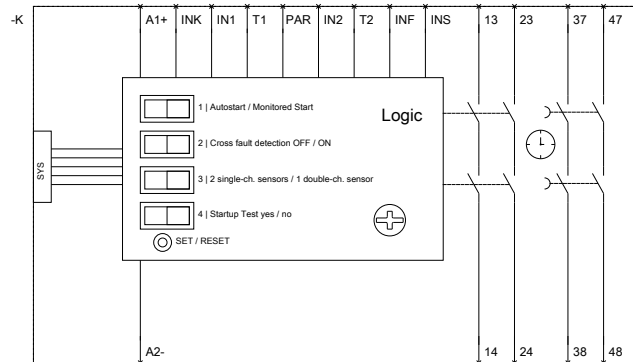 -K A1+ INK IN1 T1 PAR IN2 T2 INF INS 13 23 37 47
1 | Autostart / Monitored Start
Logic
2 | Cross fault detection OFF / ON
SYS
3 | 2 single-ch. sensors / 1 double-ch. sensor
4 | Startup Test yes / no
SET / RESET
A2- 14 24 38 48